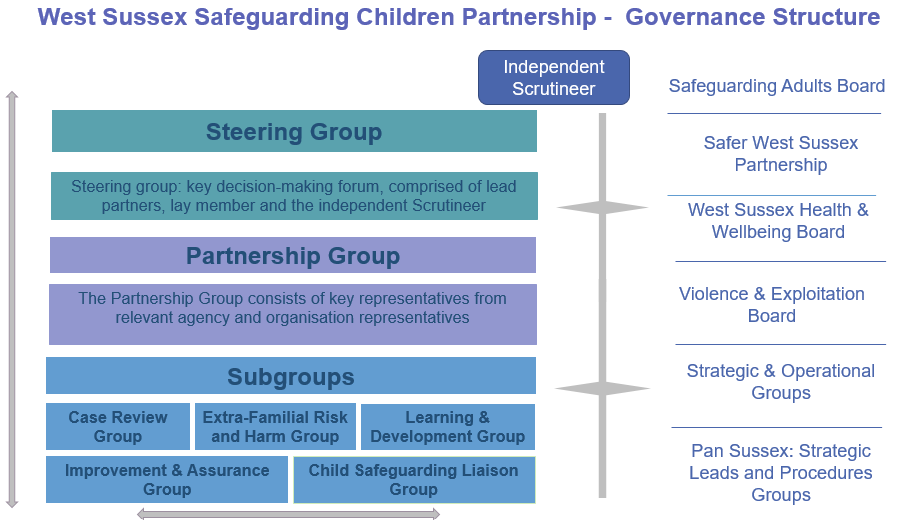 West Sussex Safeguarding Children Partnership - Governance Structure
Independent
Scrutineer
Steering Group
Steering group: key decision-making forum, comprised of lead
partners, lay member and the independent Scrutineer
Partnership Group
The Partnership Group consists of key representatives from
relevant agency and organisation representatives
Subgroups
Case Review
Group
Extra-Familial Risk
and Harm Group
Learning &
Development Group
Improvement & Assurance
Group
Child Safeguarding Liaison
Group
Safeguarding Adults Board
Safer West Sussex
Partnership
West Sussex Health &
Wellbeing Board
Violence & Exploitation
Board
Strategic & Operational
Groups
Pan Sussex: Strategic
Leads and Procedures
Groups